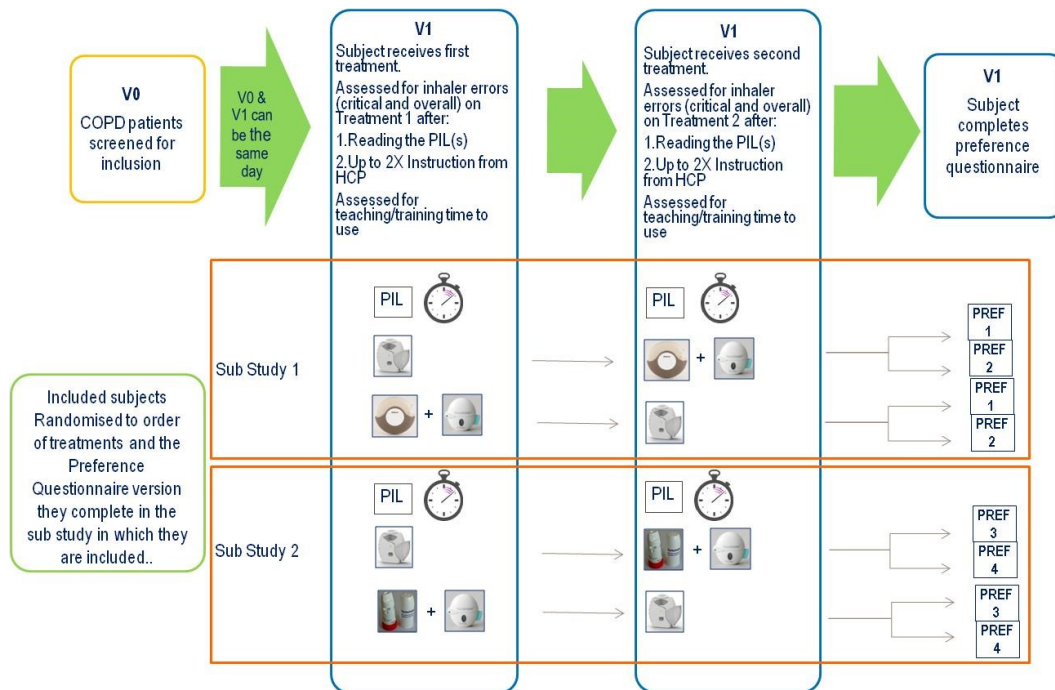 V0
COPD patients
screened for
inclusion
V0 &
V1 can
be the
same
day
V1
Subject receives first
treatment.
Assessed for inhaler errors
(critical and overall) on
Treatment 1 after:
1.Reading the PIL(s)
2.Up to 2X Instruction from
HCP
Assessed for
teaching/training time to
use
V1
Subject receives second
treatment.
Assessed for inhaler
errors (critical and overall)
on Treatment 2 after:
1.Reading the PIL(s)
2.Up to 2X Instruction
from HCP
Assessed for
teaching/training time to
use
V1
Subject
completes
preference
questionnaire
Included subjects
Randomised to order
of treatments and the
Preference
Questionnaire version
they complete in the
sub study in which they
are included..
Sub Study 1
PIL
PIL
+
+
PREF
1
PREF
2
PREF
1
PREF
2
Sub Study 2
PIL
PIL
+
+
PREF
3
PREF
4
PREF
3
PREF
4